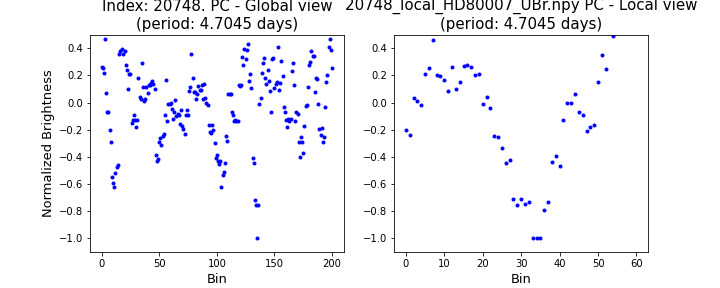 Index: 20748. PC - Global view
(period: 4.7045 days)
20748_local_HD80007_UBr.npy PC - Local view
(period: 4.7045 days)
Normalized Brightness
0.4
0.2
0.0
−0.2
−0.4
−0.6
−0.8
−1.0
0 50 100 150 200
Bin
0.4
0.2
0.0
−0.2
−0.4
−0.6
−0.8
−1.0
0 10 20 30 40 50 60
Bin